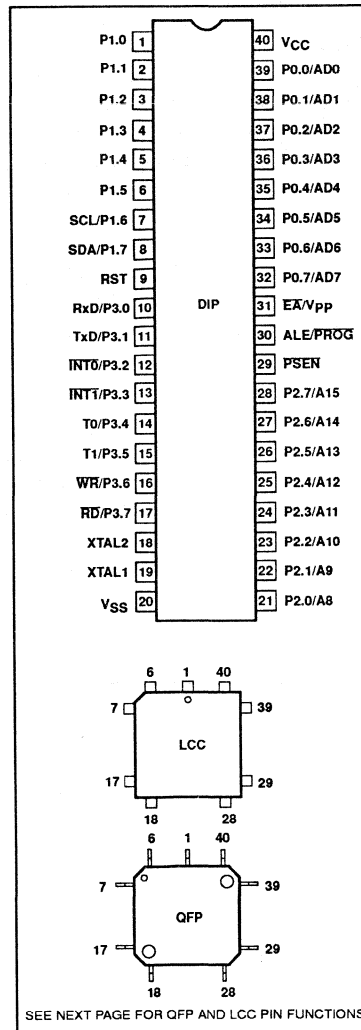 P1.0 1 40 VCC
P1.1 2 39 P0.0/AD0
P1.2 3 38 P0.1/AD1
P1.3 4 37 P0.2/AD2
P1.4 5 36 P0.3/AD3
P1.5 6 35 P0.4/AD4
SCL/P1.6 7 34 P0.5/AD5
SDA/P1.7 8 33 P0.6/AD6
RST 9 32 P0.7/AD7
RxD/P3.0 10 DIP 31 EA/VPP
TxD/P3.1 11 30 ALE/PROG
INT0/P3.2 12 29 PSEN
INT1/P3.3 13 28 P2.7/A15
T0/P3.4 14 27 P2.6/A14
T1/P3.5 15 26 P2.5/A13
WR/P3.6 16 25 P2.4/A12
RD/P3.7 17 24 P2.3/A11
XTAL2 18 23 P2.2/A10
XTAL1 19 22 P2.1/A9
VSS 20 21 P2.0/A8
6 1 40
7 39
LCC
17 29
18 28
6 1 40
7 39
QFP
17 29
18 28
SEE NEXT PAGE FOR QFP AND LCC PIN FUNCTIONS